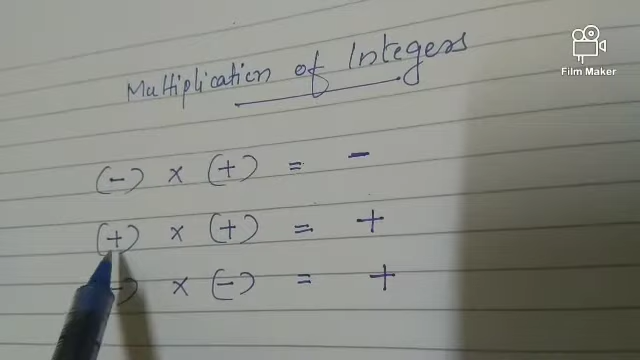 Film Maker
Multiplication of Integers
(-) × (+) = -
(+) × (+) = +
(-) × (-) = +